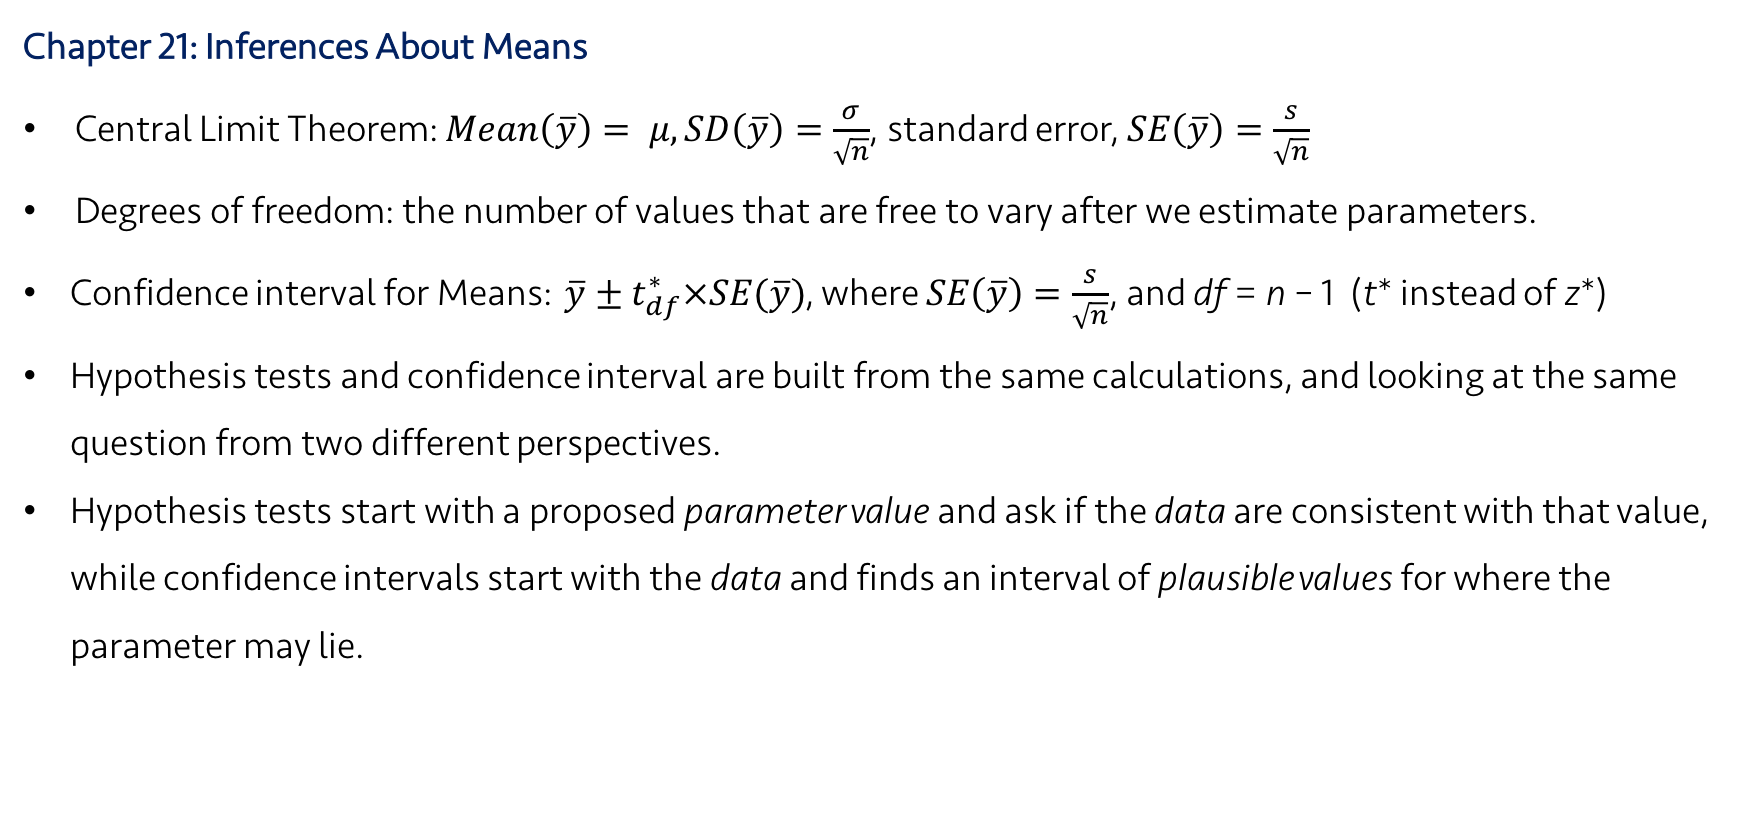 Chapter 21: Inferences About Means
• Central Limit Theorem: Mean(ȳ) = μ, SD(ȳ) = σ/√n, standard error, SE(ȳ) = s/√n
• Degrees of freedom: the number of values that are free to vary after we estimate parameters.
• Confidence interval for Means: ȳ ± t*_df ×SE(ȳ), where SE(ȳ) = s/√n, and df = n – 1 (t* instead of z*)
• Hypothesis tests and confidence interval are built from the same calculations, and looking at the same
question from two different perspectives.
• Hypothesis tests start with a proposed parameter value and ask if the data are consistent with that value,
while confidence intervals start with the data and finds an interval of plausible values for where the
parameter may lie.